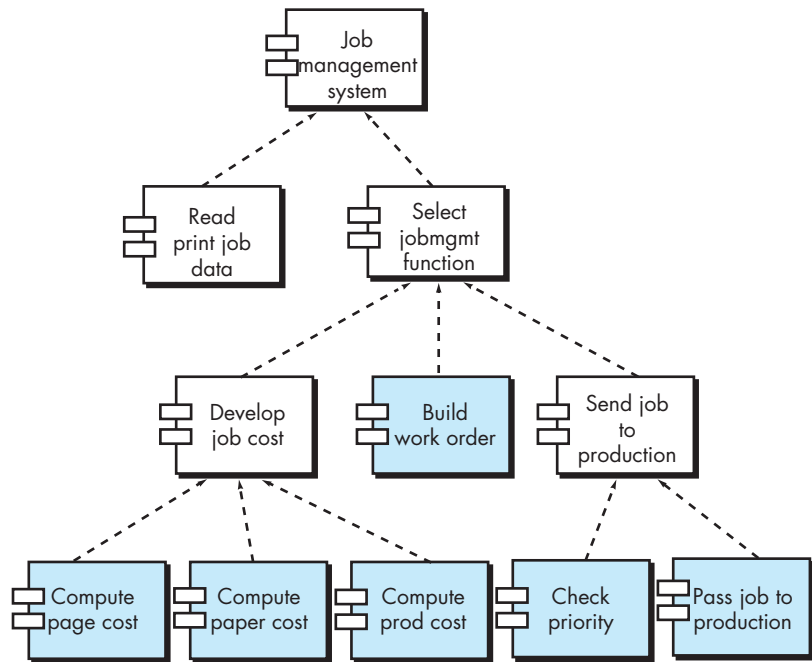 Job
management
system
Read
print job
data
Select
jobmgmt
function
Develop
job cost
Build
work order
Send job
to
production
Compute
page cost
Compute
paper cost
Compute
prod cost
Check
priority
Pass job to
production